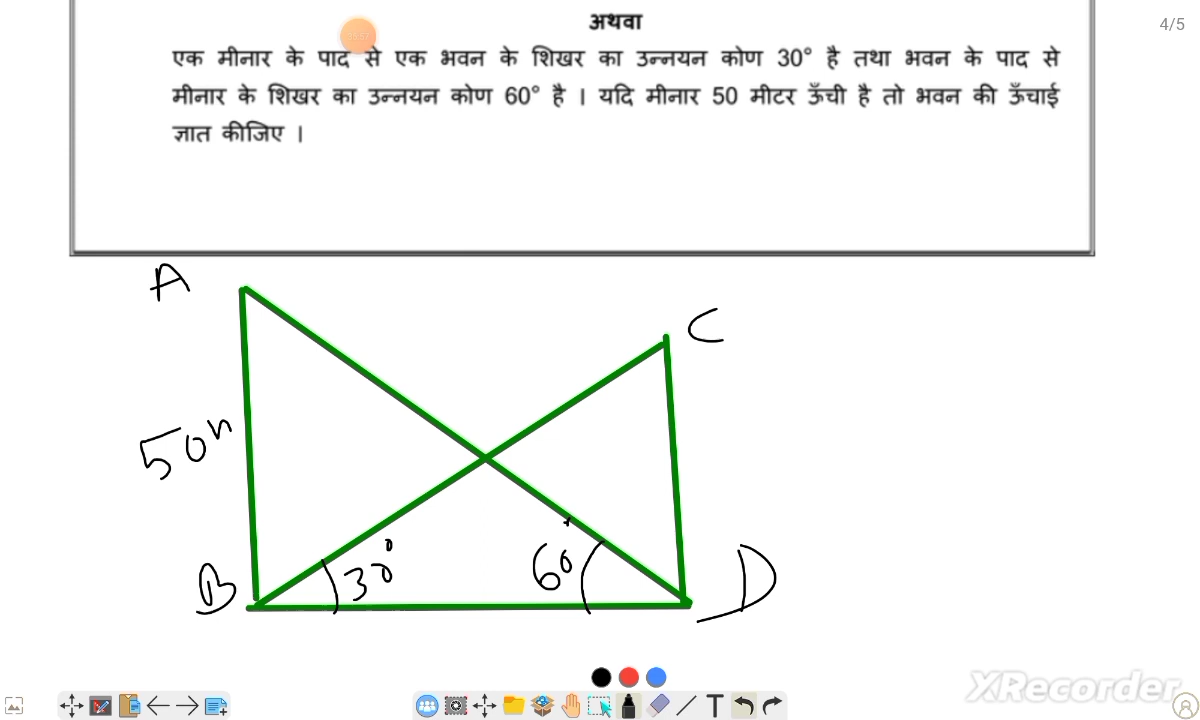 4/5
अथवा
एक मीनार के पाद से एक भवन के शिखर का उन्नयन कोण 30° है तथा भवन के पाद से
मीनार के शिखर का उन्नयन कोण 60° है । यदि मीनार 50 मीटर ऊँची है तो भवन की ऊँचाई
ज्ञात कीजिए ।
A
C
50
B
30°
60°
D
T
XRecorder